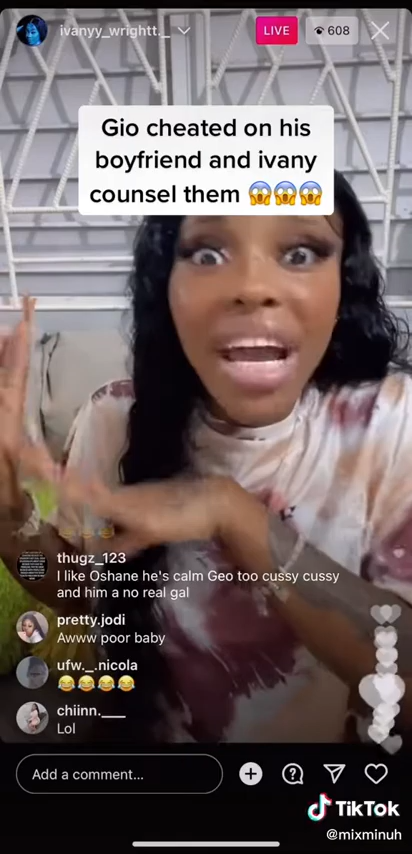 ivanyy_wrightt._
LIVE
608
Gio cheated on his
boyfriend and ivany
counsel them 😱😱😱
thugz_123
I like Oshane he's calm Geo too cussy cussy
and him a no real gal
pretty.jodi
Awww poor baby
ufw._.nicola
😂😂😂😂
chiinn.___
Lol
Add a comment...
TikTok
@mixminuh